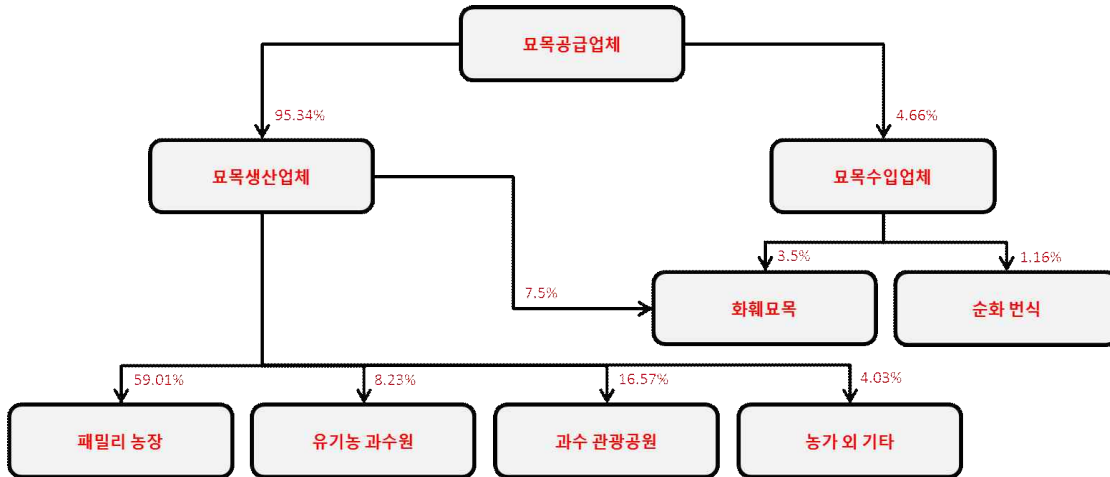 묘목공급업체
95.34%
4.66%
묘목생산업체
묘목수입업체
3.5%
1.16%
7.5%
화훼묘목
순화 번식
59.01%
8.23%
16.57%
4.03%
패밀리 농장
유기농 과수원
과수 관광공원
농가 외 기타